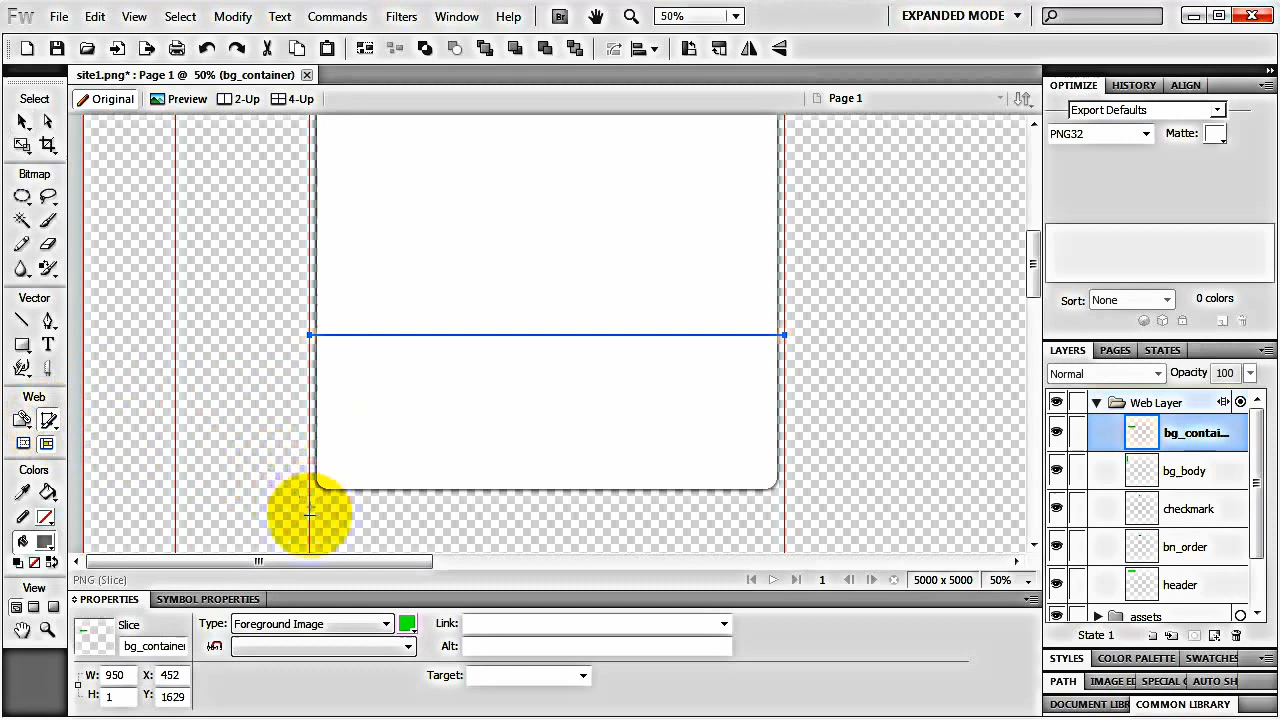 Fw File Edit View Select Modify Text Commands Filters Window Help Br 50% EXPANDED MODE
site1.png* : Page 1 @ 50% (bg_container)
Original Preview 2-Up 4-Up Page 1
Select
Bitmap
Vector
Web
Colors
View
OPTIMIZE HISTORY ALIGN
Export Defaults
PNG32 Matte:
Sort: None 0 colors
LAYERS PAGES STATES
Normal Opacity 100
Web Layer
bg_contai...
bg_body
checkmark
bn_order
header
assets
State 1
STYLES COLOR PALETTE SWATCHES
PATH IMAGE ED SPECIAL C AUTO SH
DOCUMENT LIBR COMMON LIBRARY
PNG (Slice) 1 5000 x 5000 50%
PROPERTIES SYMBOL PROPERTIES
Slice Type: Foreground Image Link:
bg_container Alt:
W: 950 X: 452 Target:
H: 1 Y: 1629